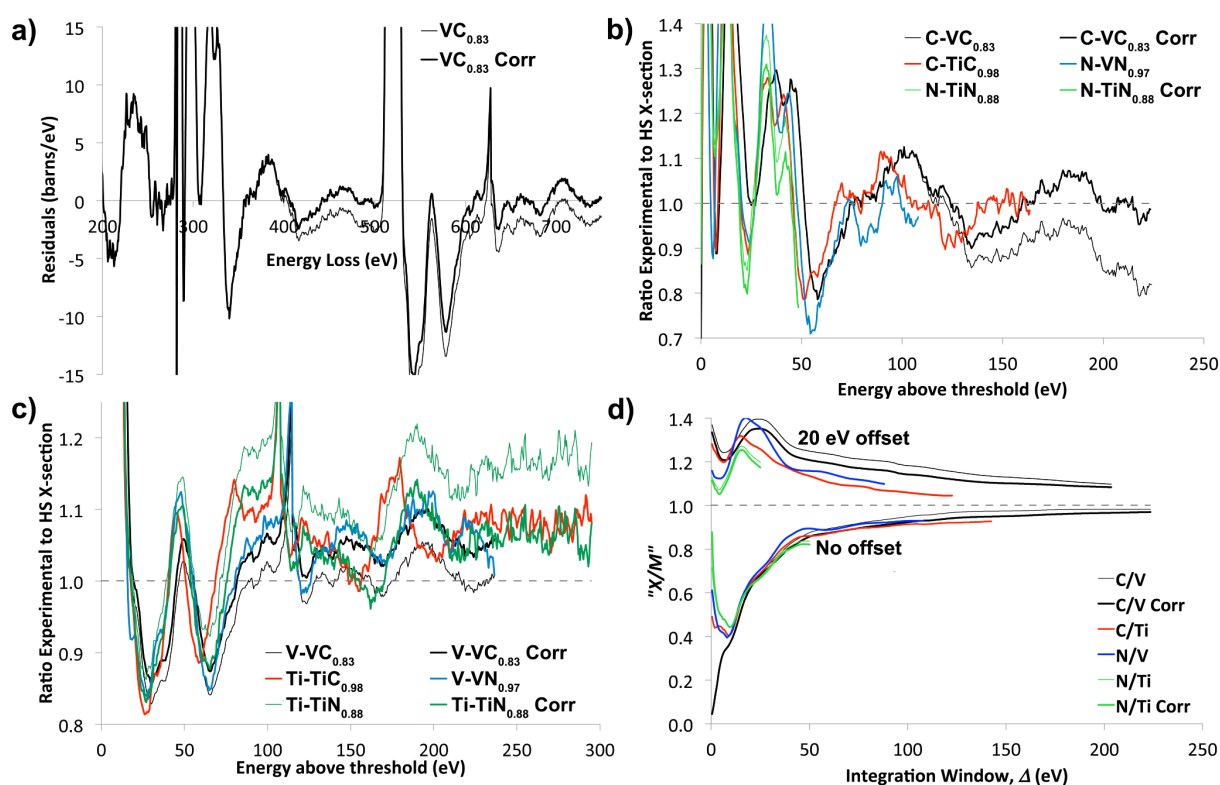 a)
15
10
5
0
-5
-10
-15
Residuals (barns/eV)
200 300 400 500 600 700
Energy Loss (eV)
VC0.83
VC0.83 Corr
b)
1.4
1.3
1.2
1.1
1.0
0.9
0.8
0.7
Ratio Experimental to HS X-section
0 50 100 150 200 250
Energy above threshold (eV)
C-VC0.83 C-VC0.83 Corr
C-TiC0.98 N-VN0.97
N-TiN0.88 N-TiN0.88 Corr
c)
1.2
1.1
1.0
0.9
0.8
Ratio Experimental to HS X-section
0 50 100 150 200 250 300
Energy above threshold (eV)
V-VC0.83 V-VC0.83 Corr
Ti-TiC0.98 V-VN0.97
Ti-TiN0.88 Ti-TiN0.88 Corr
d)
1.4
1.2
1.0
0.8
0.6
0.4
0.2
0.0
"X/M"
20 eV offset
No offset
0 50 100 150 200 250
Integration Window, Δ (eV)
C/V
C/V Corr
C/Ti
N/V
N/Ti
N/Ti Corr